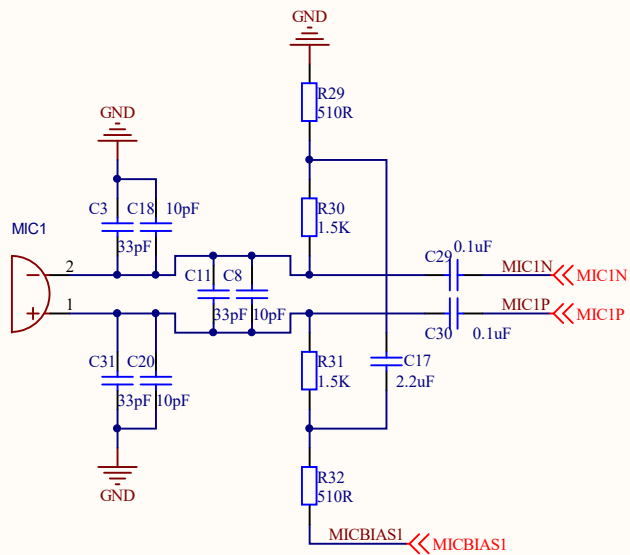 GND
R29
510R
GND
C3
C18
10pF
R30
1.5K
MIC1
33pF
C29
0.1uF
2
C11
C8
MIC1N
MIC1N
1
MIC1P
MIC1P
33pF
10pF
C30
0.1uF
C31
C20
R31
1.5K
C17
2.2uF
33pF
10pF
R32
510R
GND
MICBIAS1
MICBIAS1